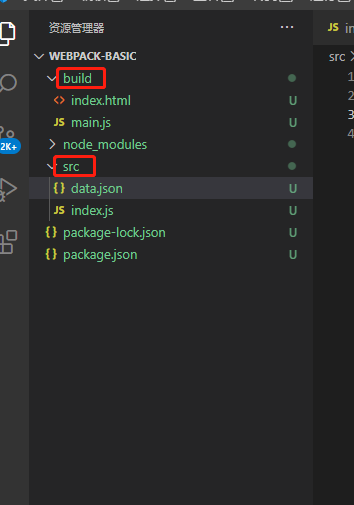 资源管理器 ···
WEBPACK-BASIC
build
<> index.html U
JS main.js U
node_modules
src
{} data.json U
JS index.js U
{} package-lock.json U
{} package.json U
2K+
in
src >
1
2
3
4